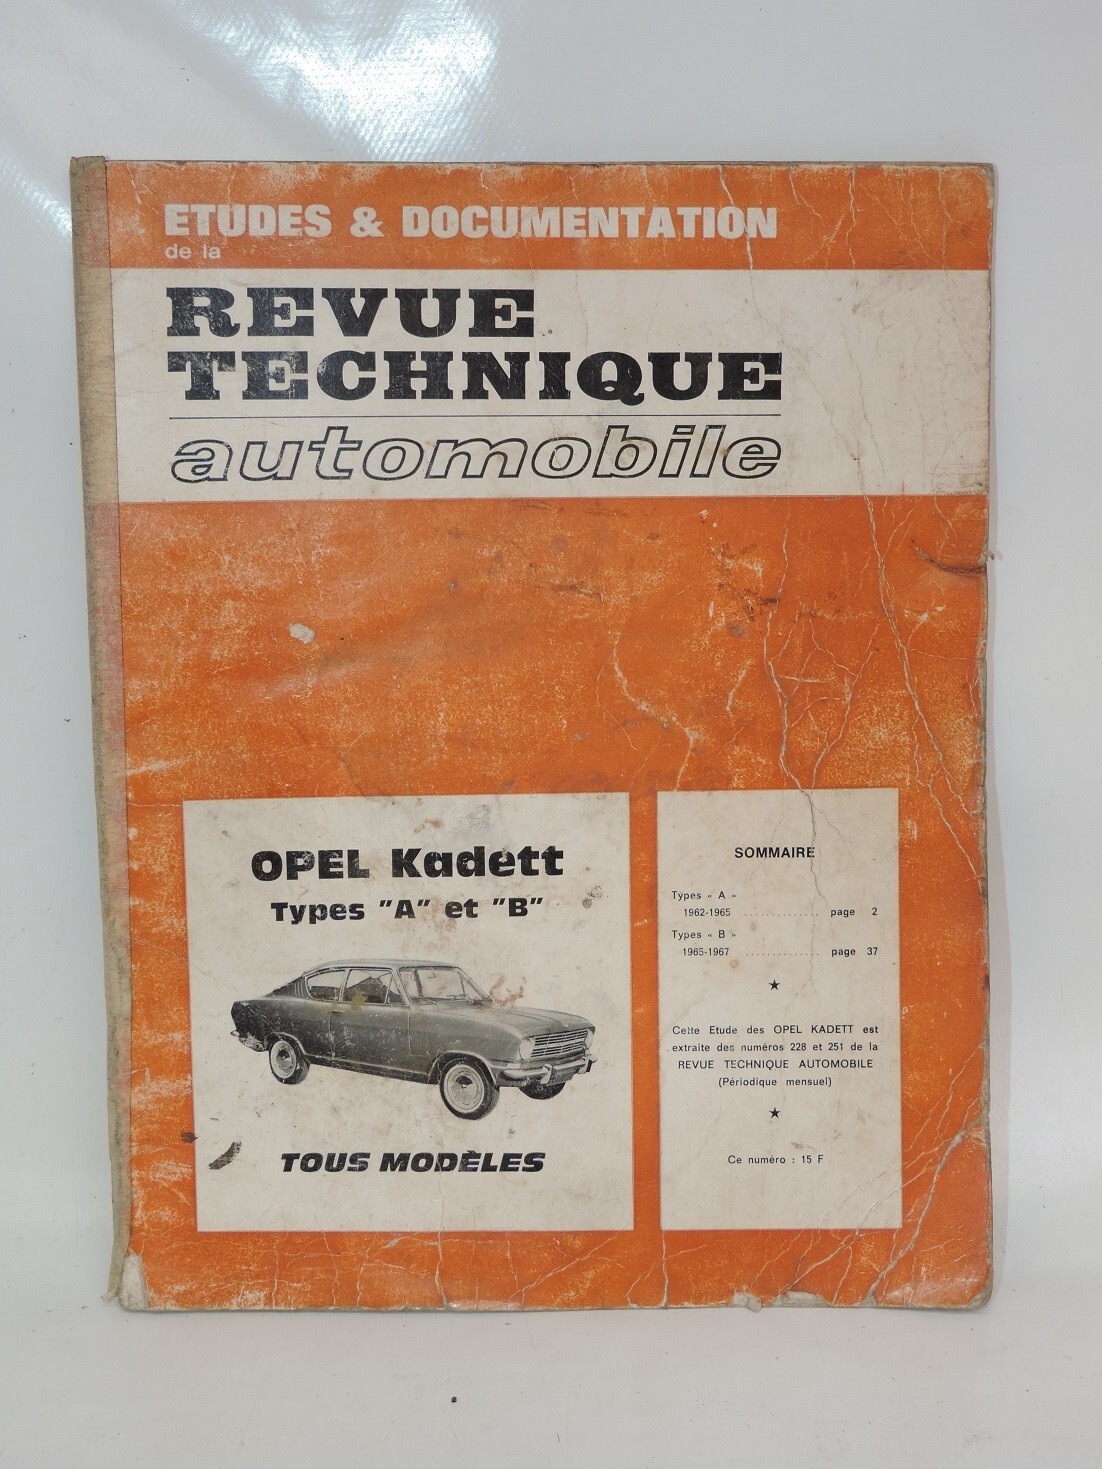 ETUDES & DOCUMENTATION
de la
REVUE
TECHNIQUE
automobile
OPEL Kadett
Types "A" et "B"
TOUS MODÈLES
SOMMAIRE
Types « A »
1962-1965 .............. page 2
Types « B »
1965-1967 .............. page 37
★
Cette Etude des OPEL KADETT est
extraite des numéros 228 et 251 de la
REVUE TECHNIQUE AUTOMOBILE
(Périodique mensuel)
★
Ce numéro : 15 F